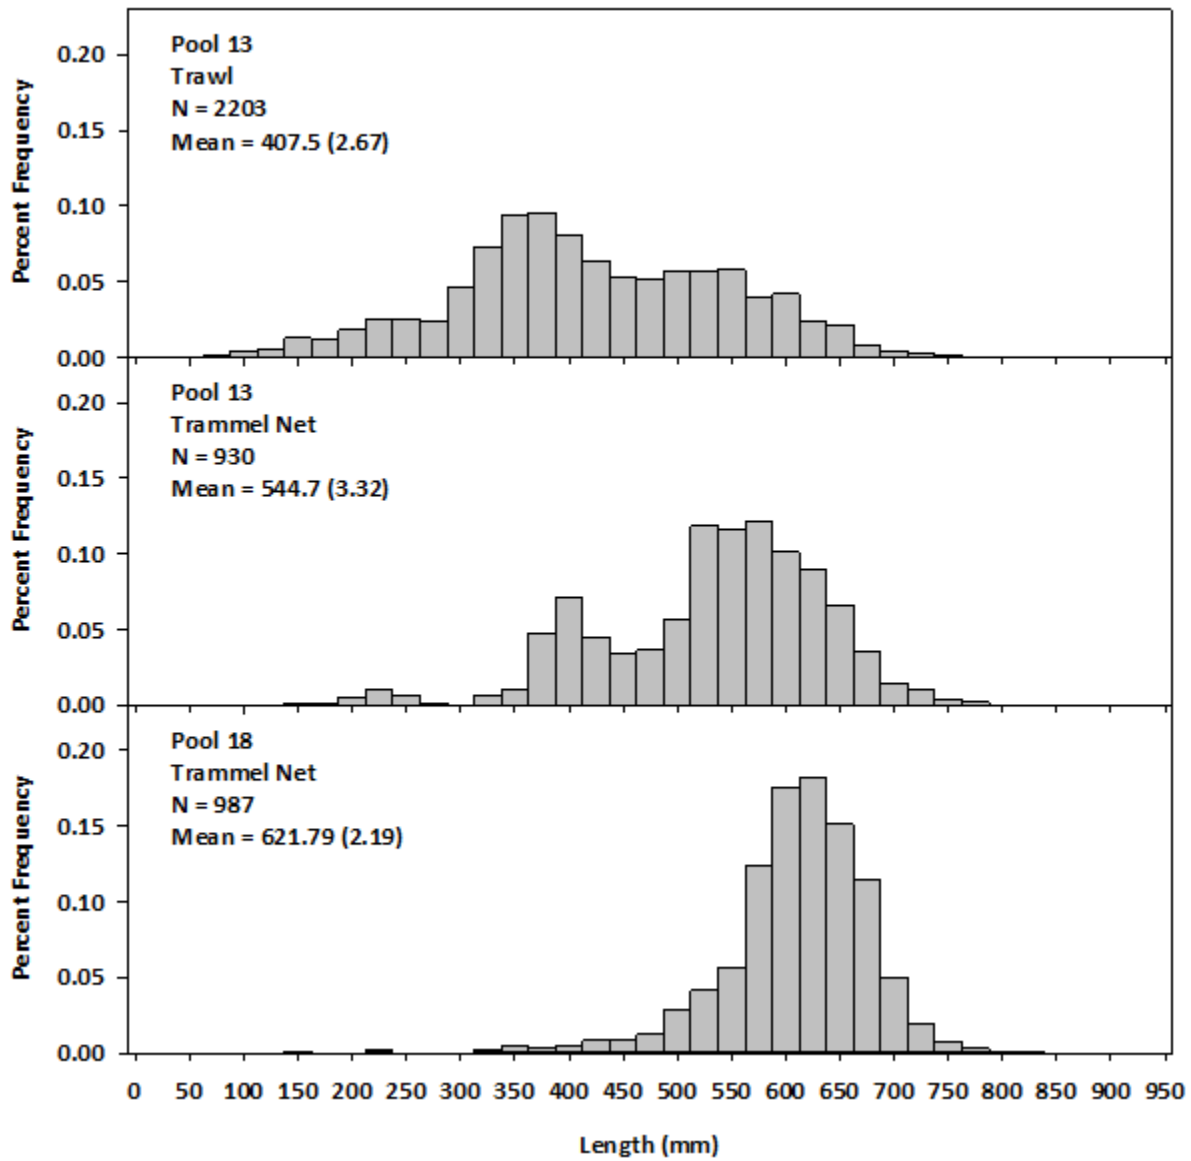 Percent Frequency
0.20
0.15
0.10
0.05
0.00
Pool 13
Trawl
N = 2203
Mean = 407.5 (2.67)
Percent Frequency
0.20
0.15
0.10
0.05
0.00
Pool 13
Trammel Net
N = 930
Mean = 544.7 (3.32)
Percent Frequency
0.20
0.15
0.10
0.05
0.00
Pool 18
Trammel Net
N = 987
Mean = 621.79 (2.19)
0 50 100 150 200 250 300 350 400 450 500 550 600 650 700 750 800 850 900 950
Length (mm)